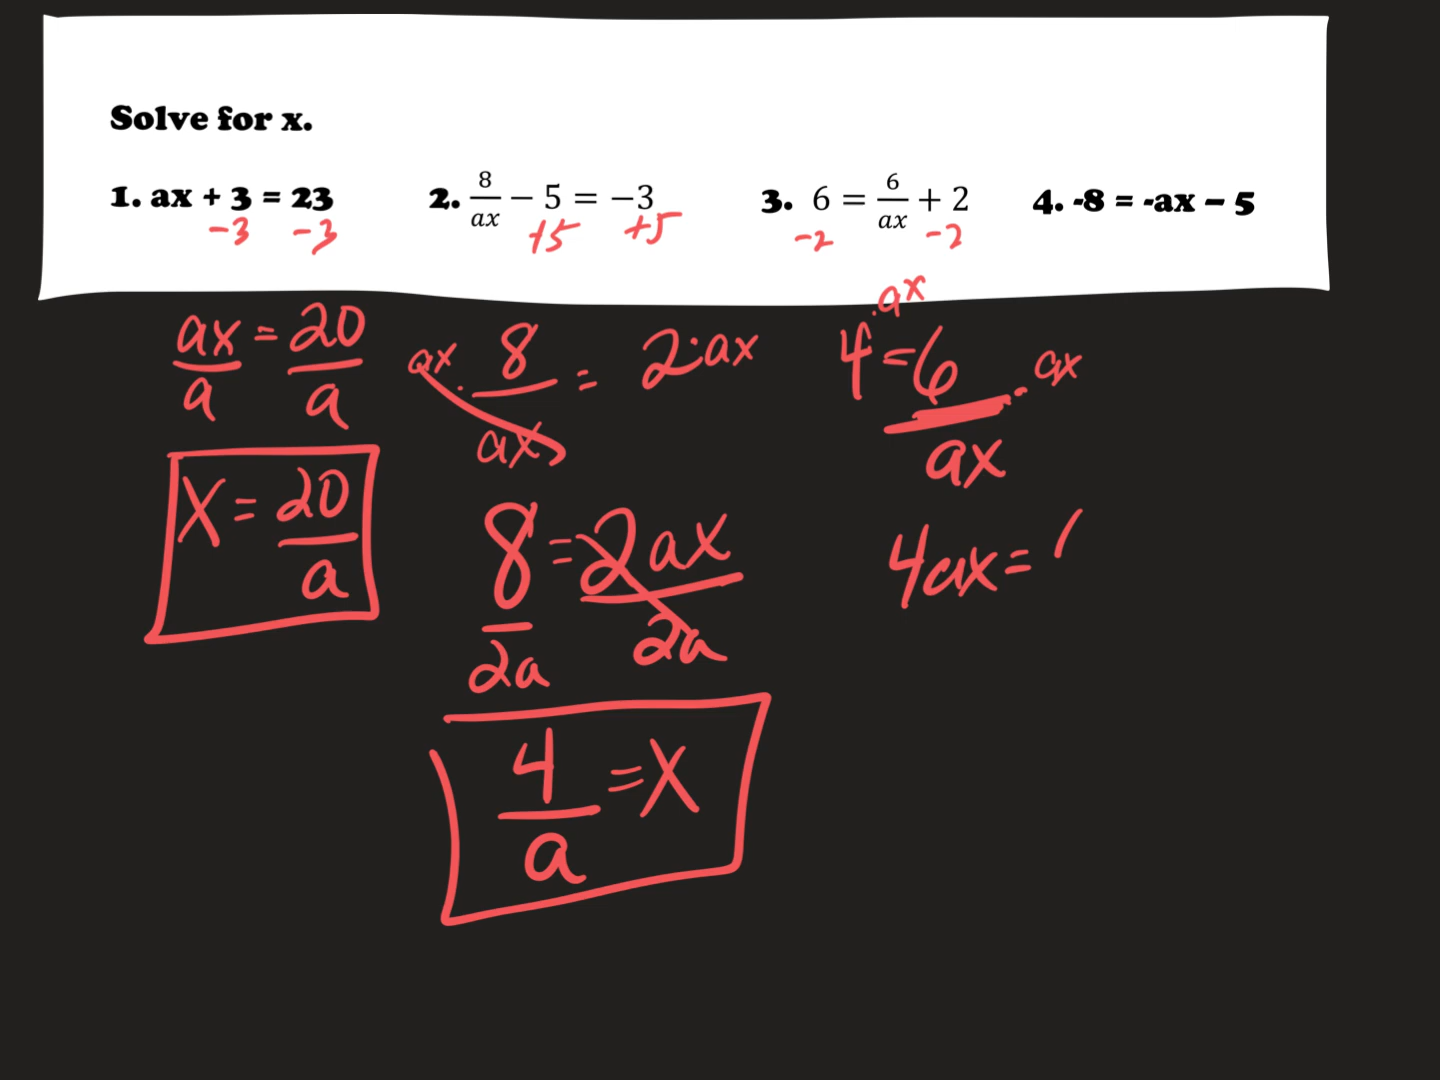 Solve for x.
1. ax + 3 = 23
-3 -3
2. 8/ax − 5 = −3
+5 +5
3. 6 = 6/ax + 2
-2 -2
4. -8 = -ax – 5
ax/a = 20/a
X = 20/a
ax · 8/ax = 2·ax
8/2a = 2ax/2a
4/a = X
·ax
4 = 6/ax · ax
4ax =